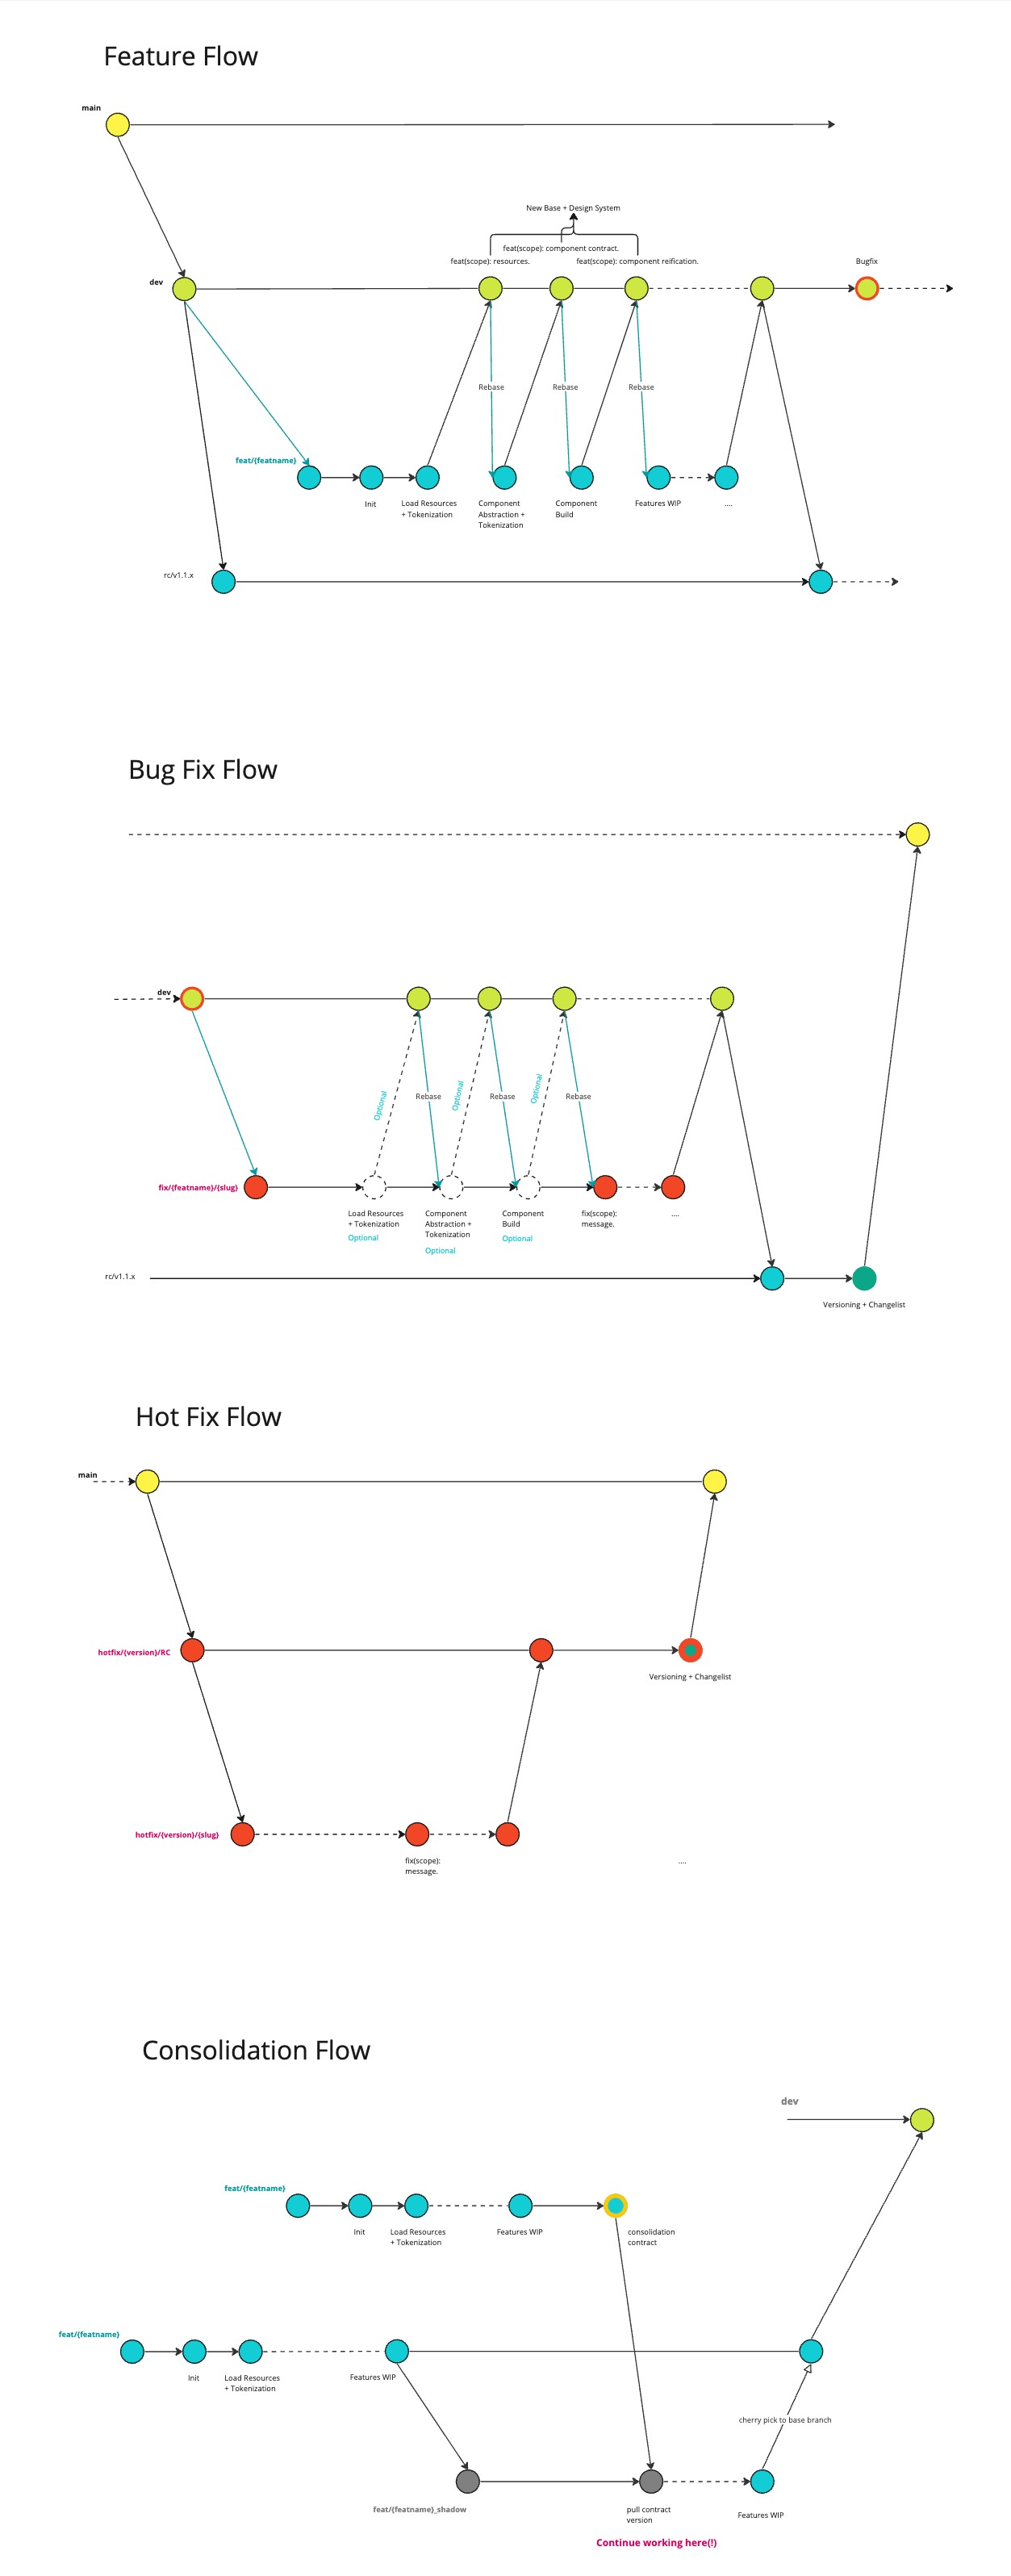 Feature Flow
main
New Base + Design System
feat(scope): component contract.
feat(scope): resources.
feat(scope): component reification.
Bugfix
dev
Rebase
Rebase
Rebase
feat/{featname}
Init
Load Resources
+ Tokenization
Component
Abstraction +
Tokenization
Component
Build
Features WIP
....
rc/v1.1.x
Bug Fix Flow
dev
Optional
Rebase
Optional
Rebase
Optional
Rebase
fix/{featname}/{slug}
Load Resources
+ Tokenization
Optional
Component
Abstraction +
Tokenization
Optional
Component
Build
Optional
fix(scope):
message.
....
rc/v1.1.x
Versioning + Changelist
Hot Fix Flow
main
hotfix/{version}/RC
Versioning + Changelist
hotfix/{version}/{slug}
fix(scope):
message.
....
Consolidation Flow
dev
feat/{featname}
Init
Load Resources
+ Tokenization
Features WIP
consolidation
contract
feat/{featname}
Init
Load Resources
+ Tokenization
Features WIP
cherry pick to base branch
feat/{featname}_shadow
pull contract
version
Features WIP
Continue working here(!)